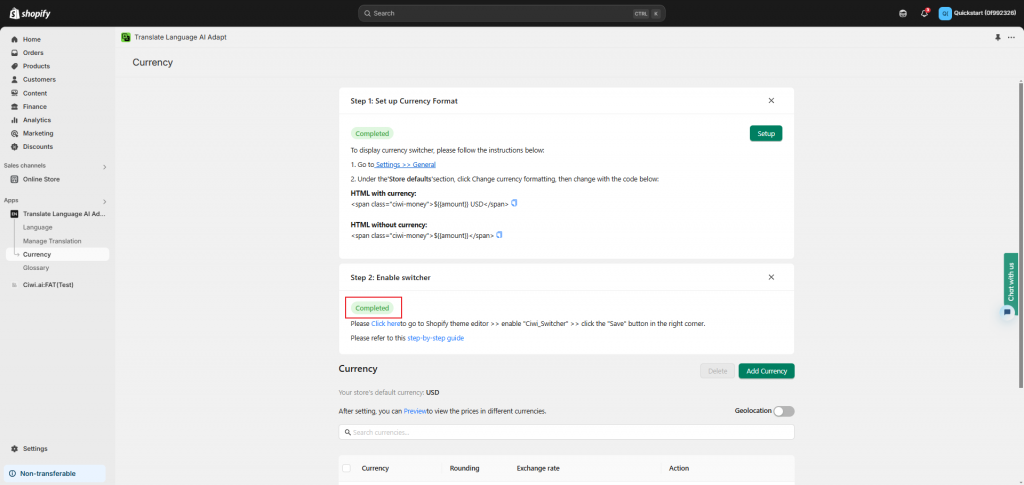 shopify
Search
CTRL K
Quickstart (0f992326)
Home
Orders
Products
Customers
Content
Finance
Analytics
Marketing
Discounts
Sales channels
Online Store
Apps
Translate Language AI Ad...
Language
Manage Translation
Currency
Glossary
Ciwi.ai:FAT(Test)
Settings
Non-transferable
Translate Language AI Adapt
Currency
Step 1: Set up Currency Format
Completed
Setup
To display currency switcher, please follow the instructions below:
1. Go to Settings >> General
2. Under the'Store defaults'section, click Change currency formatting, then change with the code below:
HTML with currency:
<span class="ciwi-money">${{amount}} USD</span>
HTML without currency:
<span class="ciwi-money">${{amount}}</span>
Step 2: Enable switcher
Completed
Please Click hereto go to Shopify theme editor >> enable "Ciwi_Switcher" >> click the "Save" button in the right corner.
Please refer to this step-by-step guide
Currency
Delete
Add Currency
Your store's default currency: USD
After setting, you can Previewto view the prices in different currencies.
Geolocation
Search currencies...
Currency Rounding Exchange rate Action
Chat with us